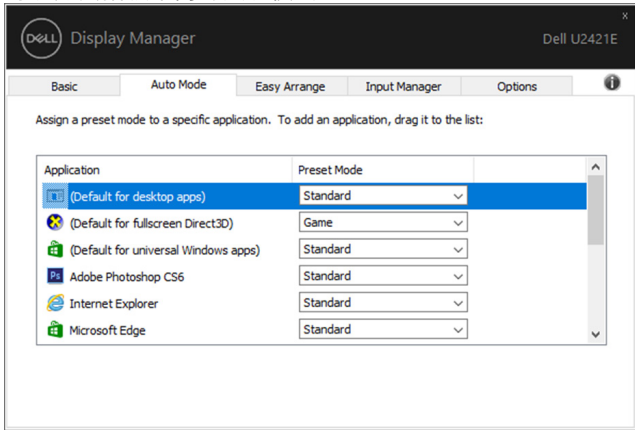 DELL Display Manager
Dell U2421E
x
Basic Auto Mode Easy Arrange Input Manager Options i
Assign a preset mode to a specific application. To add an application, drag it to the list:
Application Preset Mode
(Default for desktop apps) Standard
(Default for fullscreen Direct3D) Game
(Default for universal Windows apps) Standard
Ps Adobe Photoshop CS6 Standard
Internet Explorer Standard
Microsoft Edge Standard